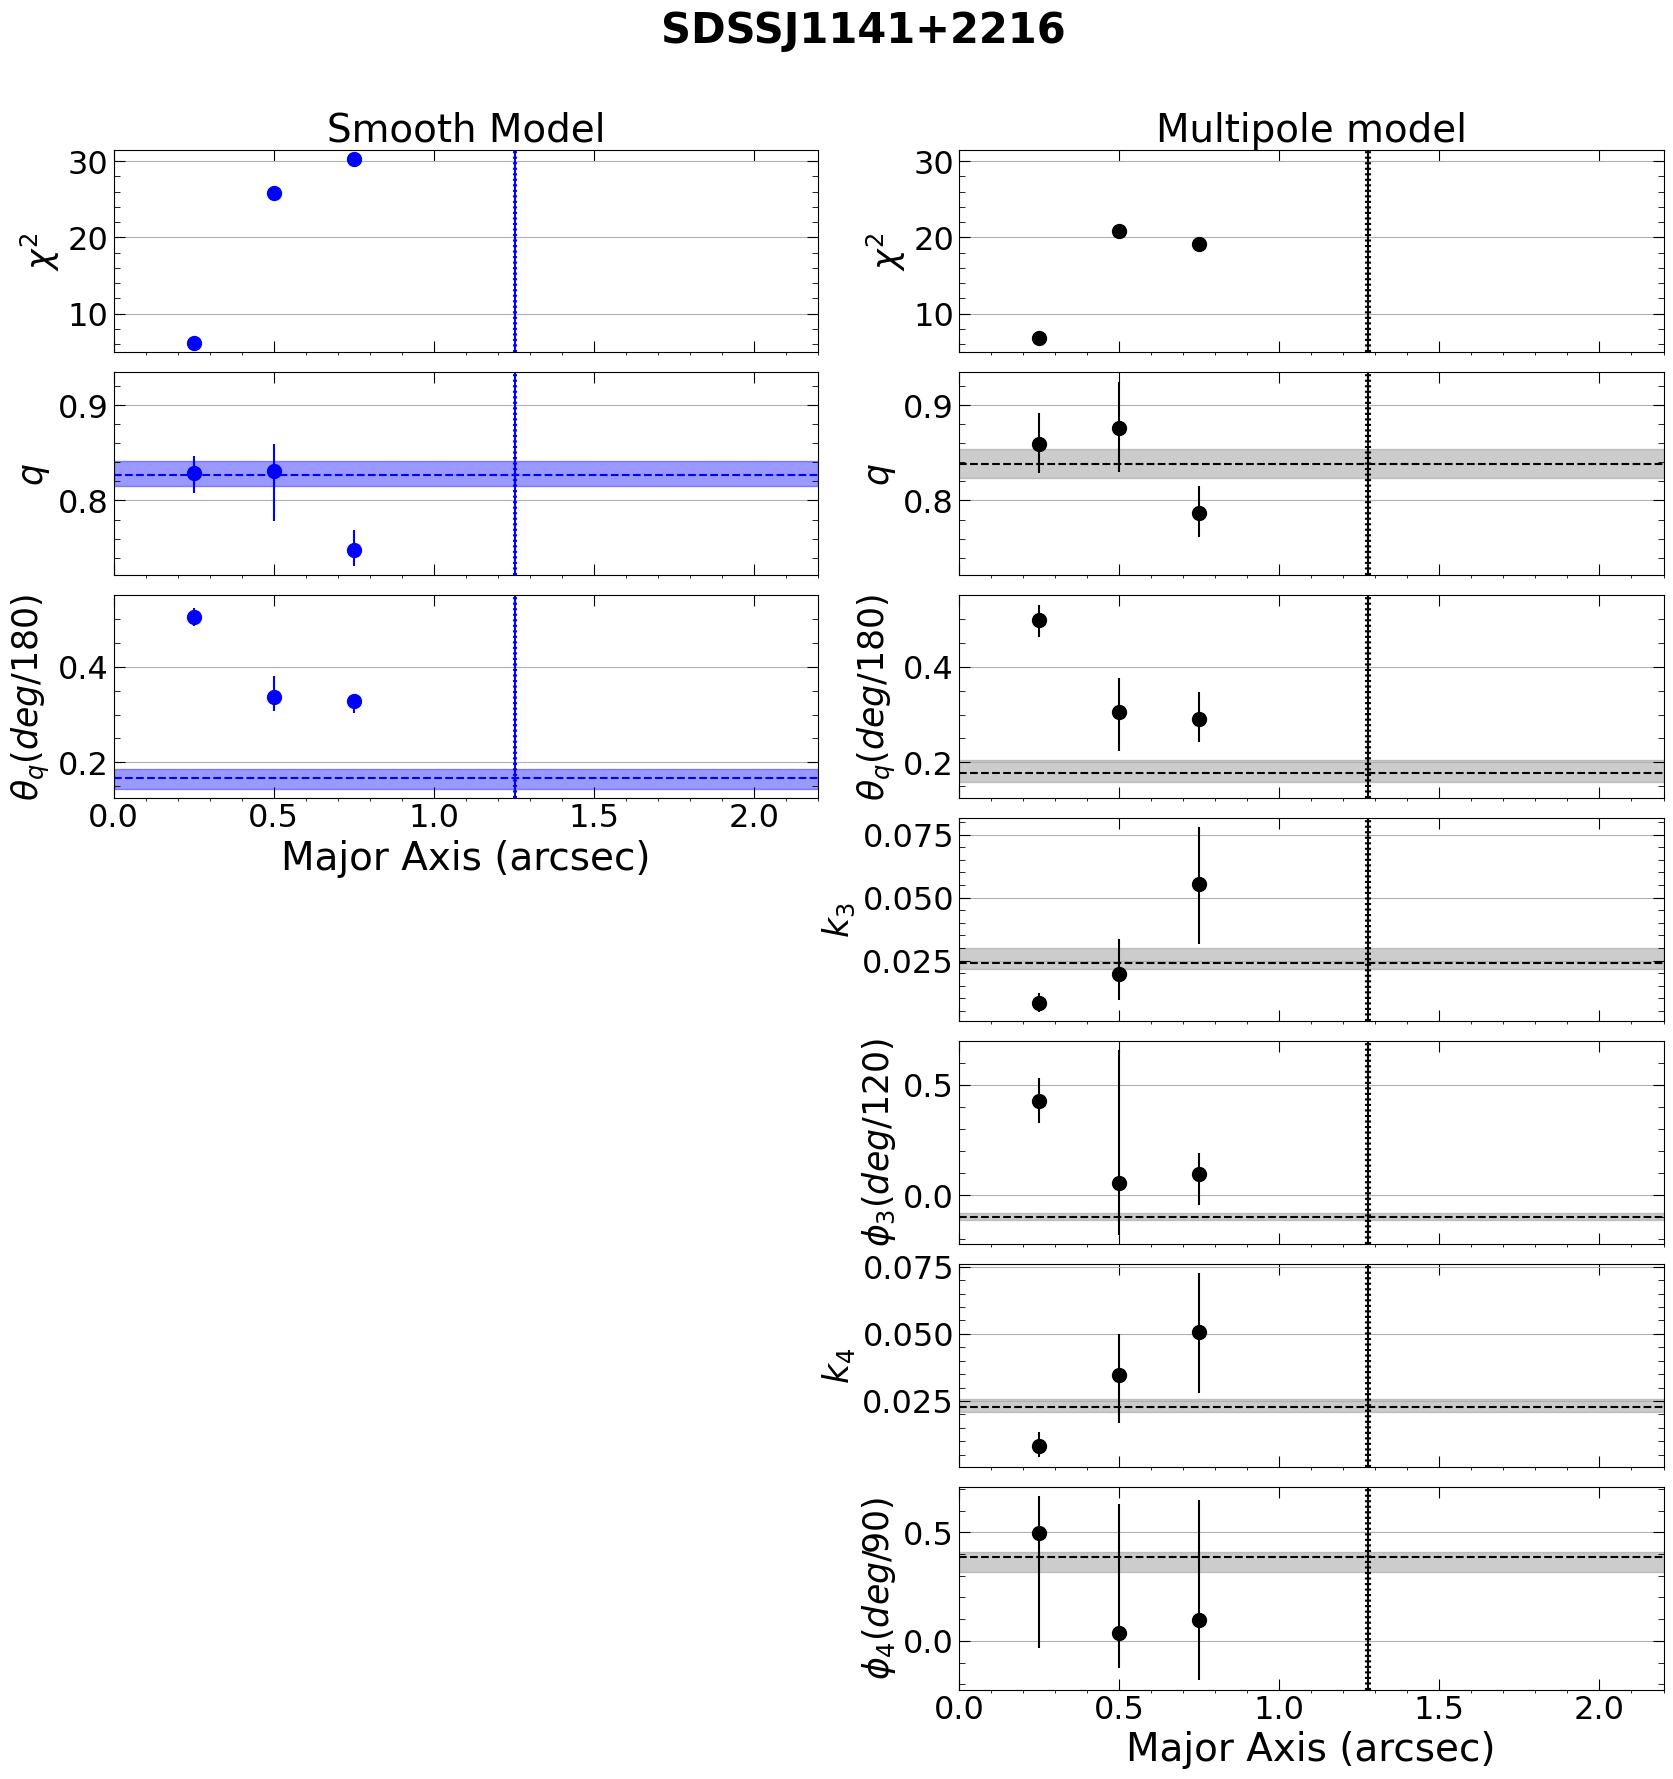 SDSSJ1141+2216
Smooth Model
30
20
10
χ²
0.9
0.8
q
0.4
0.2
θ_q(deg/180)
0.0 0.5 1.0 1.5 2.0
Major Axis (arcsec)
Multipole model
30
20
10
χ²
0.9
0.8
q
0.4
0.2
θ_q(deg/180)
0.075
0.050
0.025
k₃
0.5
0.0
ϕ₃(deg/120)
0.075
0.050
0.025
k₄
0.5
0.0
ϕ₄(deg/90)
0.0 0.5 1.0 1.5 2.0
Major Axis (arcsec)